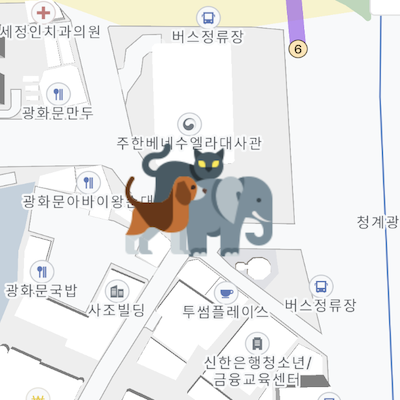 세정인치과의원
버스정류장
6
광화문만두
주한베네수엘라대사관
광화문아바이왕순대
청계광
광화문국밥
사조빌딩
투썸플레이스
버스정류장
신한은행청소년/
금융교육센터